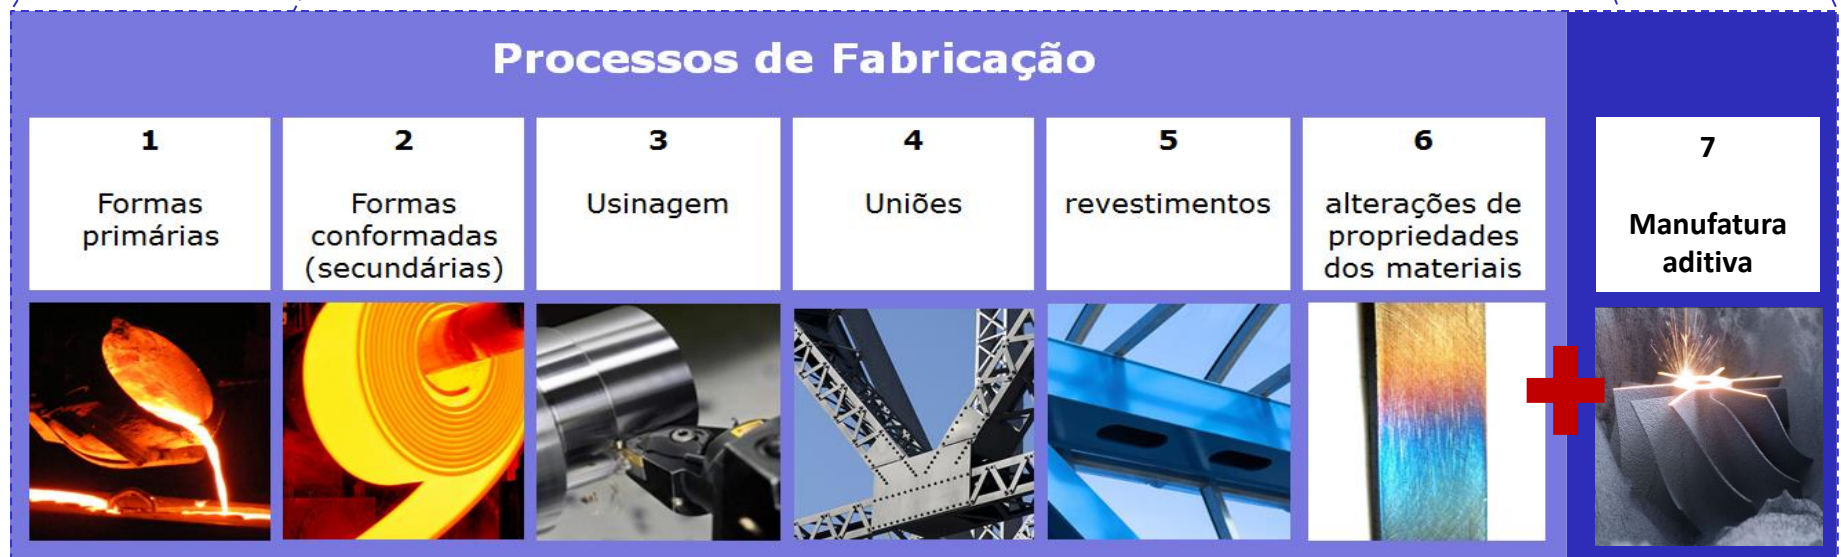 Processos de Fabricação
1
Formas
primárias
2
Formas
conformadas
(secundárias)
3
Usinagem
4
Uniões
5
revestimentos
6
alterações de
propriedades
dos materiais
7
Manufatura
aditiva